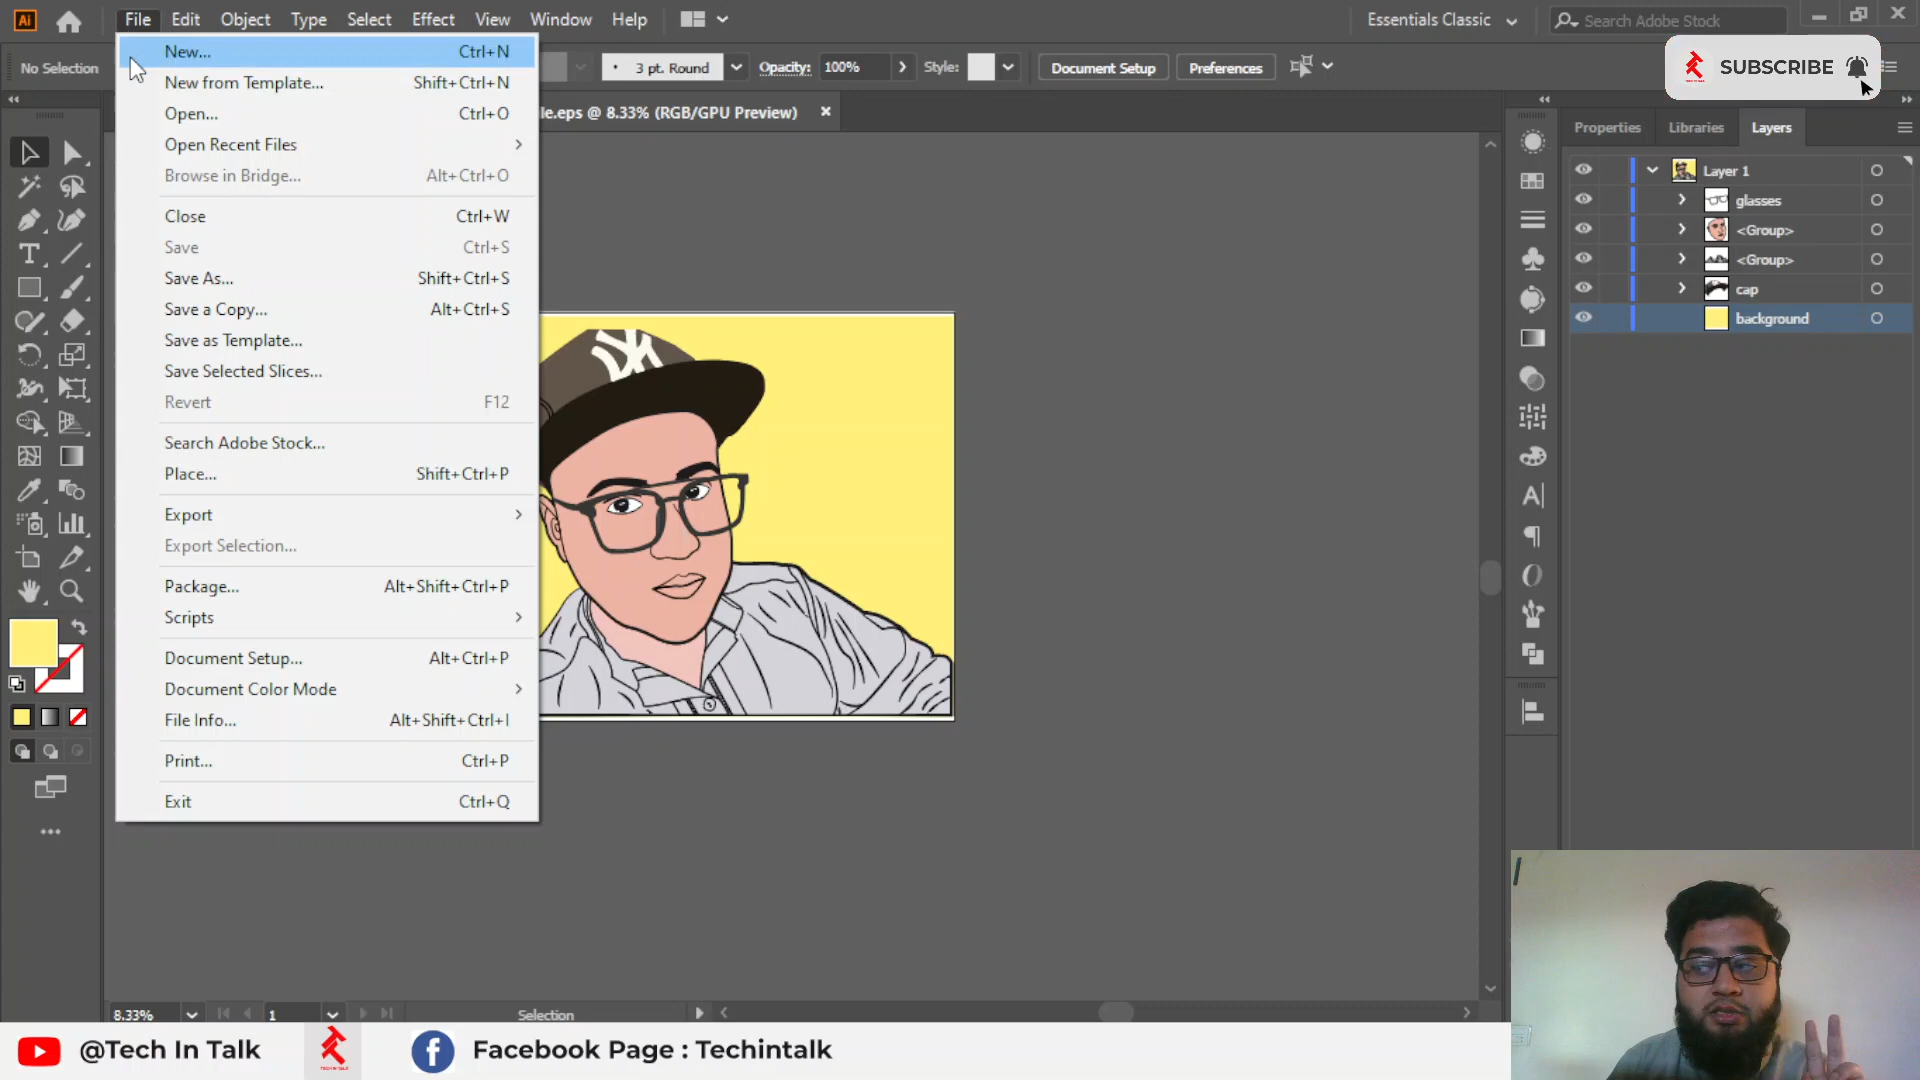 Ai File Edit Object Type Select Effect View Window Help Essentials Classic Search Adobe Stock
No Selection 3 pt. Round Opacity: 100% Style: Document Setup Preferences SUBSCRIBE
le.eps @ 8.33% (RGB/GPU Preview)
New... Ctrl+N
New from Template... Shift+Ctrl+N
Open... Ctrl+O
Open Recent Files
Browse in Bridge... Alt+Ctrl+O
Close Ctrl+W
Save Ctrl+S
Save As... Shift+Ctrl+S
Save a Copy... Alt+Ctrl+S
Save as Template...
Save Selected Slices...
Revert F12
Search Adobe Stock...
Place... Shift+Ctrl+P
Export
Export Selection...
Package... Alt+Shift+Ctrl+P
Scripts
Document Setup... Alt+Ctrl+P
Document Color Mode
File Info... Alt+Shift+Ctrl+I
Print... Ctrl+P
Exit Ctrl+Q
Properties Libraries Layers
Layer 1
glasses
<Group>
<Group>
cap
background
8.33% 1 Selection
@Tech In Talk TECH IN TALK Facebook Page : Techintalk